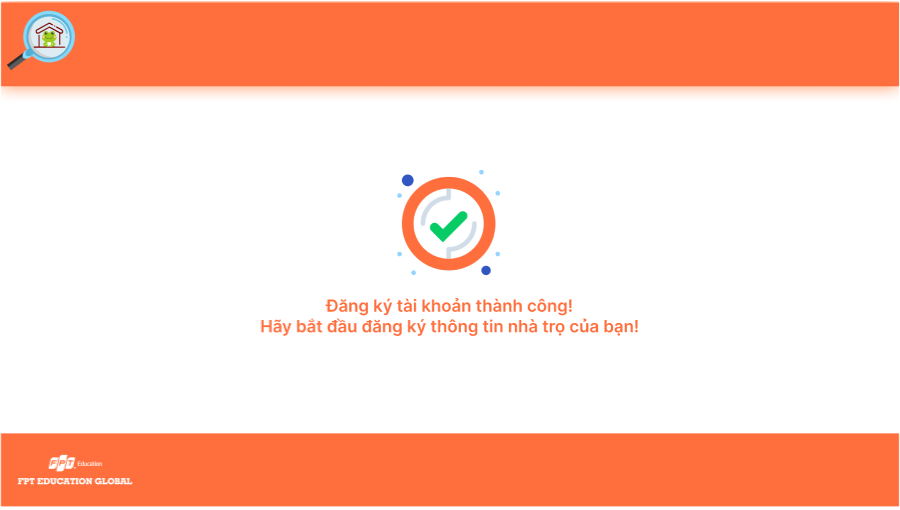 Đăng ký tài khoản thành công!
Hãy bắt đầu đăng ký thông tin nhà trọ của bạn!
FPT Education
FPT EDUCATION GLOBAL